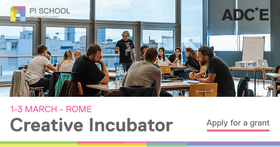 PI SCHOOL
ADC*E
1-3 MARCH - ROME
Creative Incubator
Apply for a grant